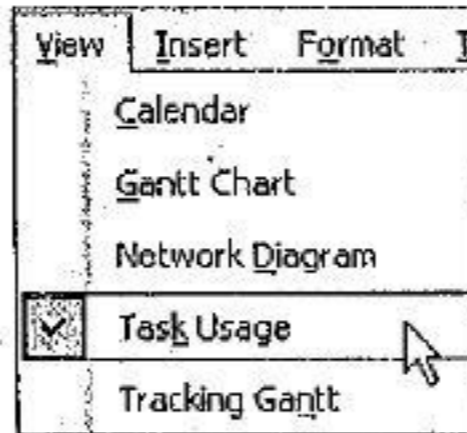 View Insert Format T
Calendar
Gantt Chart
Network Diagram
Task Usage
Tracking Gantt